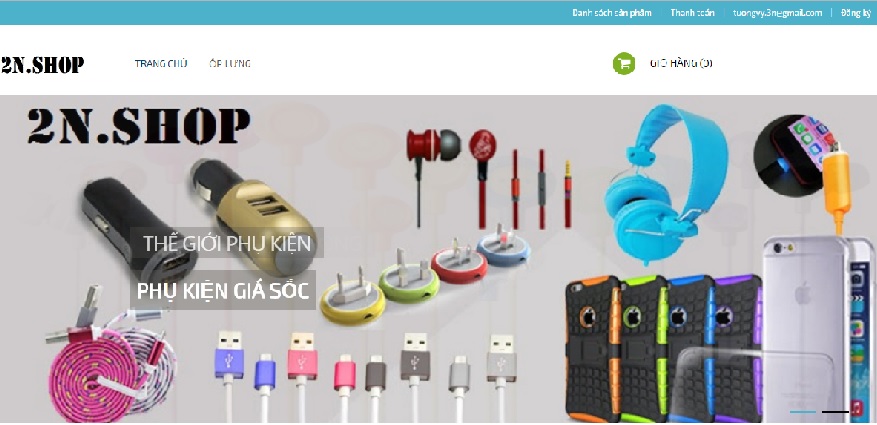 Danh sách sản phẩm | Thanh toán | tuongvy.3n@gmail.com | Đăng ký
2N.SHOP TRANG CHỦ ỐP LƯNG GIỎ HÀNG (0)
2N.SHOP
THẾ GIỚI PHỤ KIỆN
PHỤ KIỆN GIÁ SỐC